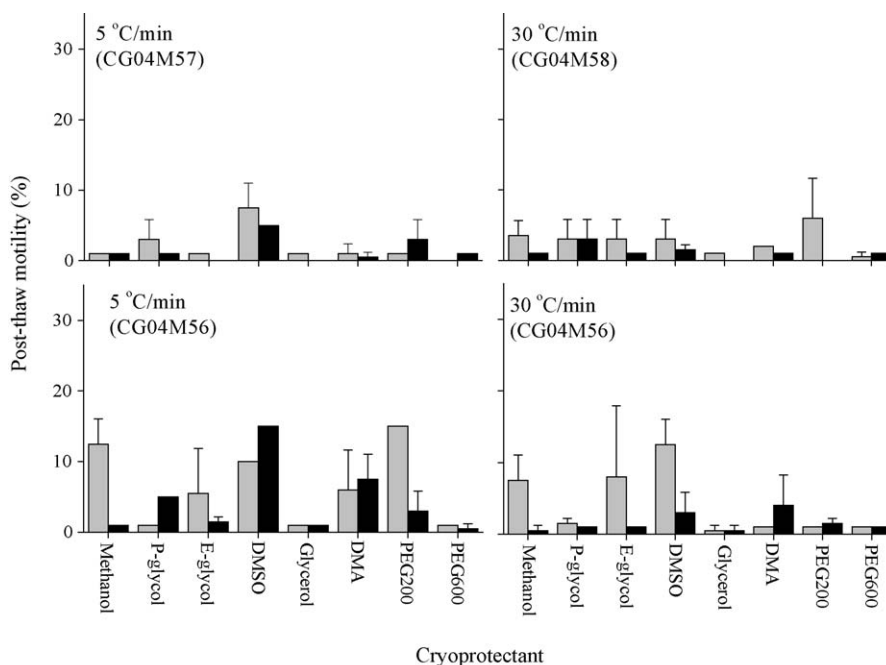 5 °C/min
(CG04M57)
30 °C/min
(CG04M58)
30
20
10
0
5 °C/min
(CG04M56)
30 °C/min
(CG04M56)
30
20
10
0
Post-thaw motility (%)
Methanol
P-glycol
E-glycol
DMSO
Glycerol
DMA
PEG200
PEG600
Methanol
P-glycol
E-glycol
DMSO
Glycerol
DMA
PEG200
PEG600
Cryoprotectant